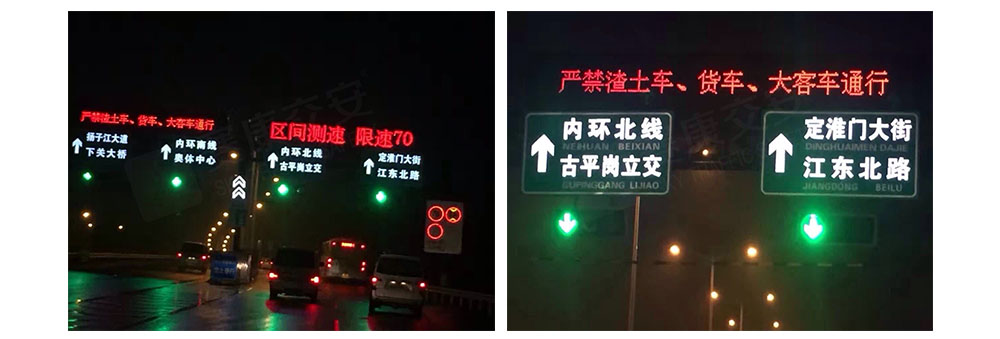 严禁渣土车、货车、大客车通行
扬子江大道
下关大桥
内环南线
奥体中心
区间测速 限速70
内环北线
古平岗立交
定淮门大街
江东北路
严禁渣土车、货车、大客车通行
内环北线
NEIHUAN BEIXIAN
古平岗立交
GUPINGGANG LIJIAO
定淮门大街
DINGHUAIMEN DAJIE
江东北路
JIANGDONG BEILU